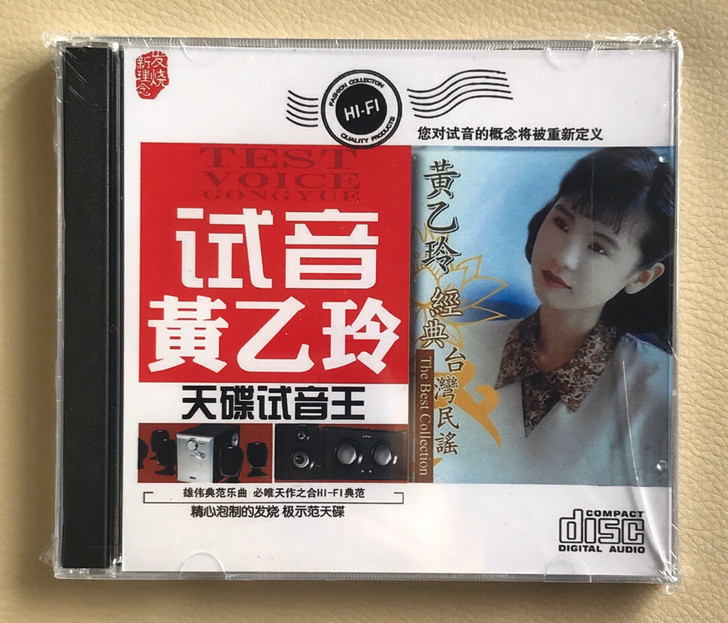 发烧
新理念
FASHION COLLECTION
HI-FI
QUALITY PRODUCTS
您对试音的概念将被重新定义
TEST
VOICE
GONGYUE
试音
黃乙玲
天碟试音王
雄伟典范乐曲 必唯天作之合HI-FI典范
精心泡制的发烧 极示范天碟
黃乙玲 經典台灣民謠
The Best Collection
COMPACT
disc
DIGITAL AUDIO